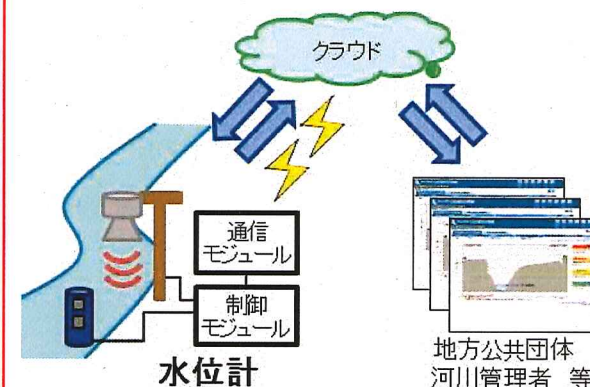 クラウド
通信
モジュール
制御
モジュール
水位計
地方公共団体
河川管理者 等